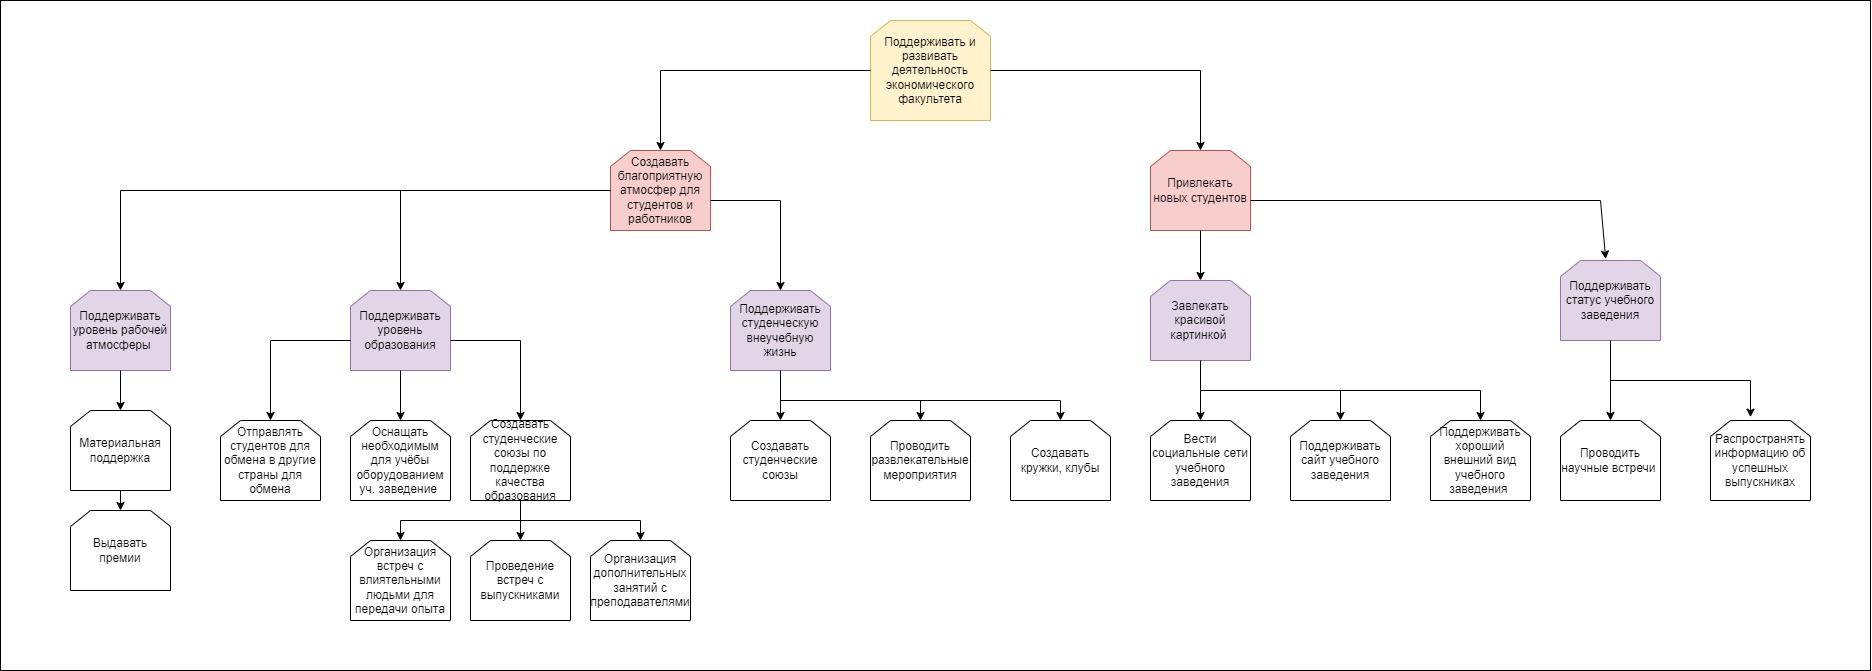 Поддерживать и
развивать
деятельность
экономического
факультета
Создавать
благоприятную
атмосфер для
студентов и
работников
Привлекать
новых студентов
Поддерживать
уровень рабочей
атмосферы
Поддерживать
уровень
образования
Поддерживать
студенческую
внеучебную
жизнь
Завлекать
красивой
картинкой
Поддерживать
статус учебного
заведения
Материальная
поддержка
Отправлять
студентов для
обмена в другие
страны для
обмена
Оснащать
необходимым
для учёбы
оборудованием
уч. заведение
Создавать
студенческие
союзы по
поддержке
качества
образования
Создавать
студенческие
союзы
Проводить
развлекательные
мероприятия
Создавать
кружки, клубы
Вести
социальные сети
учебного
заведения
Поддерживать
сайт учебного
заведения
Поддерживать
хороший
внешний вид
учебного
заведения
Проводить
научные встречи
Распространять
информацию об
успешных
выпускниках
Выдавать
премии
Организация
встреч с
влиятельными
людьми для
передачи опыта
Проведение
встреч с
выпускниками
Организация
дополнительных
занятий с
преподавателями